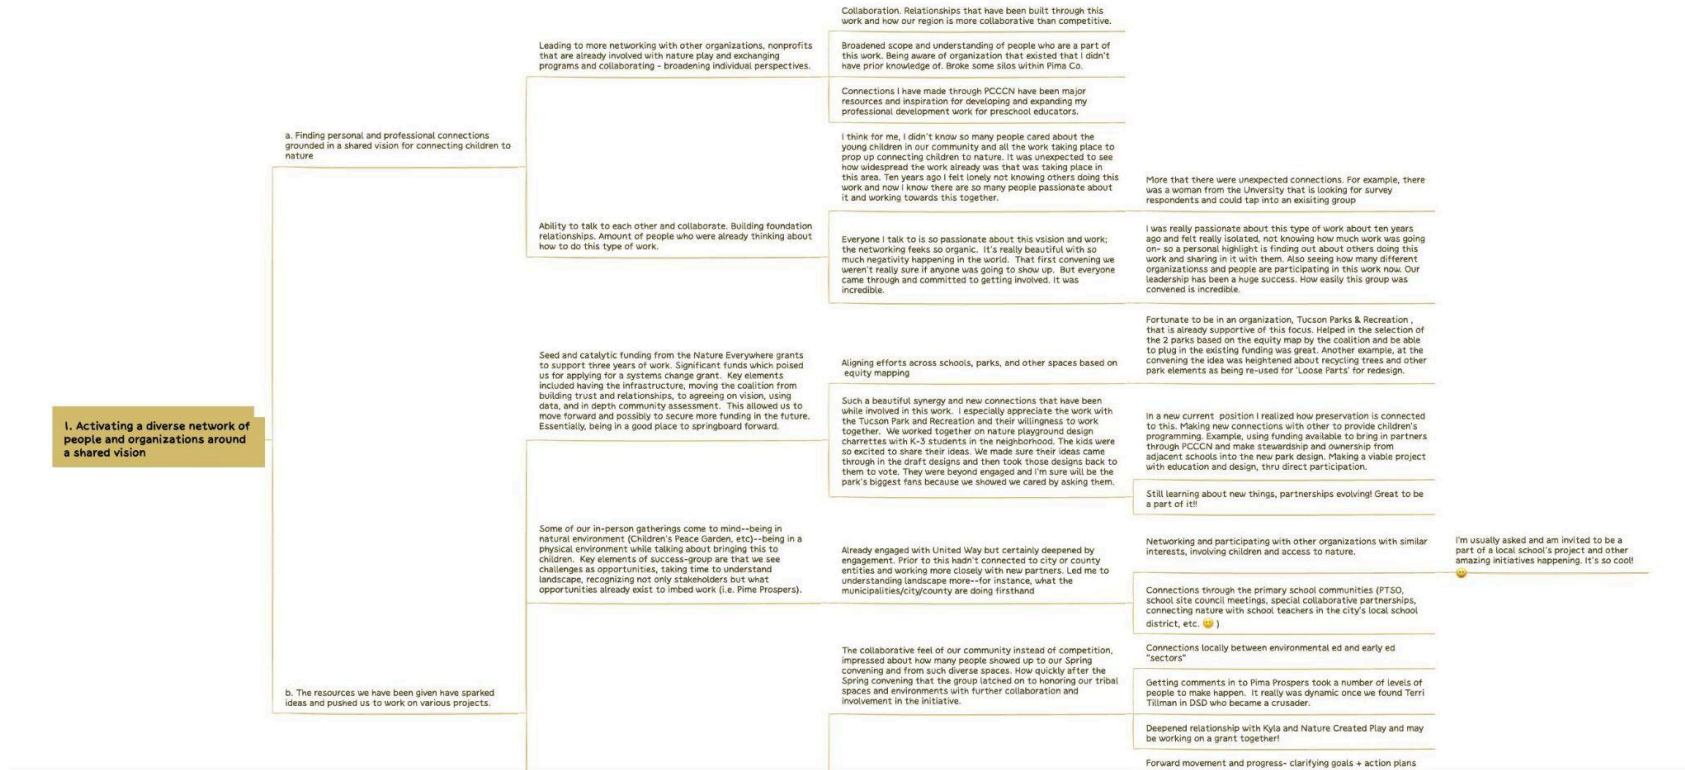 1. Activating a diverse network of
people and organizations around
a shared vision
a. Finding personal and professional connections
grounded in a shared vision for connecting children to
nature
Leading to more networking with other organizations, nonprofits
that are already involved with nature play and exchanging
programs and collaborating - broadening individual perspectives.
Collaboration. Relationships that have been built through this
work and how our region is more collaborative than competitive.
Broadened scope and understanding of people who are a part of
this work. Being aware of organization that existed that I didn't
have prior knowledge of. Broke some silos within Pima Co.
Connections I have made through PCCCN have been major
resources and inspiration for developing and expanding my
professional development work for preschool educators.
Ability to talk to each other and collaborate. Building foundation
relationships. Amount of people who were already thinking about
how to do this type of work.
I think for me, I didn't know so many people cared about the
young children in our community and all the work taking place to
prop up connecting children to nature. It was unexpected to see
how widespread the work already was that was taking place in
this area. Ten years ago I felt lonely not knowing others doing this
work and now I know there are so many people passionate about
it and working towards this together.
More that there were unexpected connections. For example, there
was a woman from the Unversity that is looking for survey
respondents and could tap into an exisiting group
Everyone I talk to is so passionate about this vsision and work;
the networking feeks so organic. It's really beautiful with so
much negativity happening in the world. That first convening we
weren't really sure if anyone was going to show up. But everyone
came through and committed to getting involved. It was
incredible.
I was really passionate about this type of work about ten years
ago and felt really isolated, not knowing how much work was going
on- so a personal highlight is finding out about others doing this
work and sharing in it with them. Also seeing how many different
organizationss and people are participating in this work now. Our
leadership has been a huge success. How easily this group was
convened is incredible.
b. The resources we have been given have sparked
ideas and pushed us to work on various projects.
Seed and catalytic funding from the Nature Everywhere grants
to support three years of work. Significant funds which poised
us for applying for a systems change grant. Key elements
included having the infrastructure, moving the coalition from
building trust and relationships, to agreeing on vision, using
data, and in depth community assessment. This allowed us to
move forward and possibly to secure more funding in the future.
Essentially, being in a good place to springboard forward.
Aligning efforts across schools, parks, and other spaces based on
equity mapping
Fortunate to be in an organization, Tucson Parks & Recreation ,
that is already supportive of this focus. Helped in the selection of
the 2 parks based on the equity map by the coalition and be able
to plug in the existing funding was great. Another example, at the
convening the idea was heightened about recycling trees and other
park elements as being re-used for 'Loose Parts' for redesign.
Such a beautiful synergy and new connections that have been
while involved in this work. I especially appreciate the work with
the Tucson Park and Recreation and their willingness to work
together. We worked together on nature playground design
charrettes with K-3 students in the neighborhood. The kids were
so excited to share their ideas. We made sure their ideas came
through in the draft designs and then took those designs back to
them to vote. They were beyond engaged and I'm sure will be the
park's biggest fans because we showed we cared by asking them.
In a new current position I realized how preservation is connected
to this. Making new connections with other to provide children's
programming. Example, using funding available to bring in partners
through PCCCN and make stewardship and ownership from
adjacent schools into the new park design. Making a viable project
with education and design, thru direct participation.
Still learning about new things, partnerships evolving! Great to be
a part of it!!
Some of our in-person gatherings come to mind--being in
natural environment (Children's Peace Garden, etc)--being in a
physical environment while talking about bringing this to
children. Key elements of success-group are that we see
challenges as opportunities, taking time to understand
landscape, recognizing not only stakeholders but what
opportunities already exist to imbed work (i.e. Pime Prospers).
Already engaged with United Way but certainly deepened by
engagement. Prior to this hadn't connected to city or county
entities and working more closely with new partners. Led me to
understanding landscape more--for instance, what the
municipalities/city/county are doing firsthand
Networking and participating with other organizations with similar
interests, involving children and access to nature.
I'm usually asked and am invited to be a
part of a local school's project and other
amazing initiatives happening. It's so cool!
😀
Connections through the primary school communities (PTSO,
school site council meetings, special collaborative partnerships,
connecting nature with school teachers in the city's local school
district, etc. 😀 )
The collaborative feel of our community instead of competition,
impressed about how many people showed up to our Spring
convening and from such diverse spaces. How quickly after the
Spring convening that the group latched on to honoring our tribal
spaces and environments with further collaboration and
involvement in the initiative.
Connections locally between environmental ed and early ed
"sectors"
Getting comments in to Pima Prospers took a number of levels of
people to make happen. It really was dynamic once we found Terri
Tillman in DSD who became a crusader.
Deepened relationship with Kyla and Nature Created Play and may
be working on a grant together!
Forward movement and progress- clarifying goals + action plans